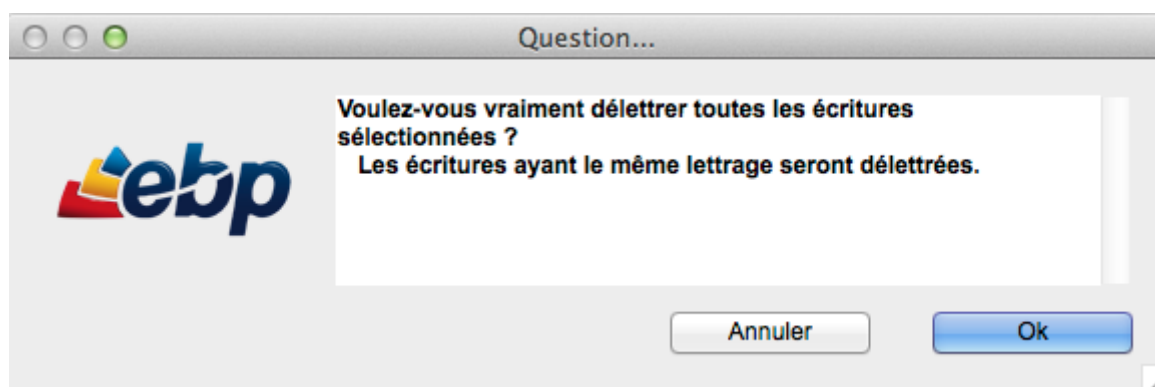 Question...
Voulez-vous vraiment délettrer toutes les écritures
sélectionnées ?
Les écritures ayant le même lettrage seront délettrées.
ebp
Annuler
Ok